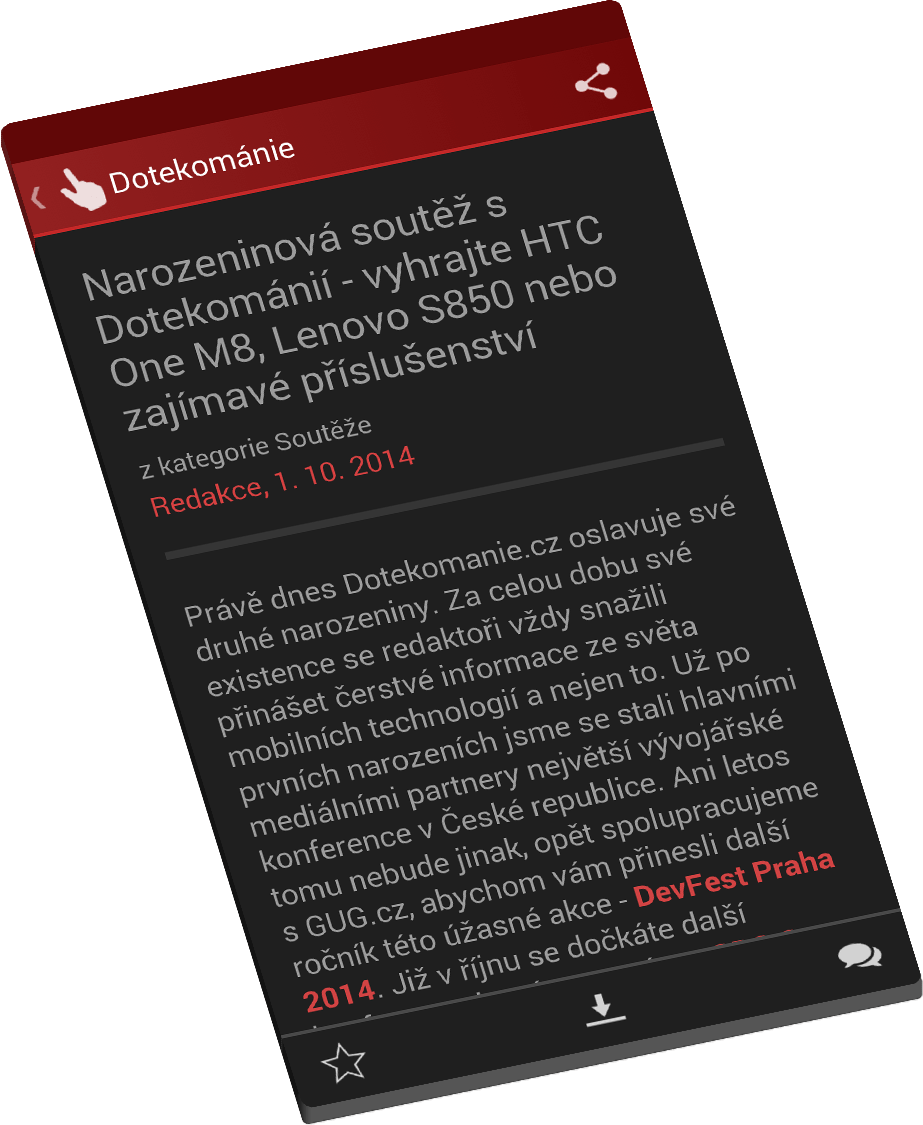 Dotekománie
Narozeninová soutěž s
Dotekománií - vyhrajte HTC
One M8, Lenovo S850 nebo
zajímavé příslušenství
z kategorie Soutěže
Redakce, 1. 10. 2014
Právě dnes Dotekomanie.cz oslavuje své
druhé narozeniny. Za celou dobu své
existence se redaktoři vždy snažili
přinášet čerstvé informace ze světa
mobilních technologií a nejen to. Už po
prvních narozeních jsme se stali hlavními
mediálními partnery největší vývojářské
konference v České republice. Ani letos
tomu nebude jinak, opět spolupracujeme
s GUG.cz, abychom vám přinesli další
ročník této úžasné akce - DevFest Praha
2014. Již v říjnu se dočkáte další